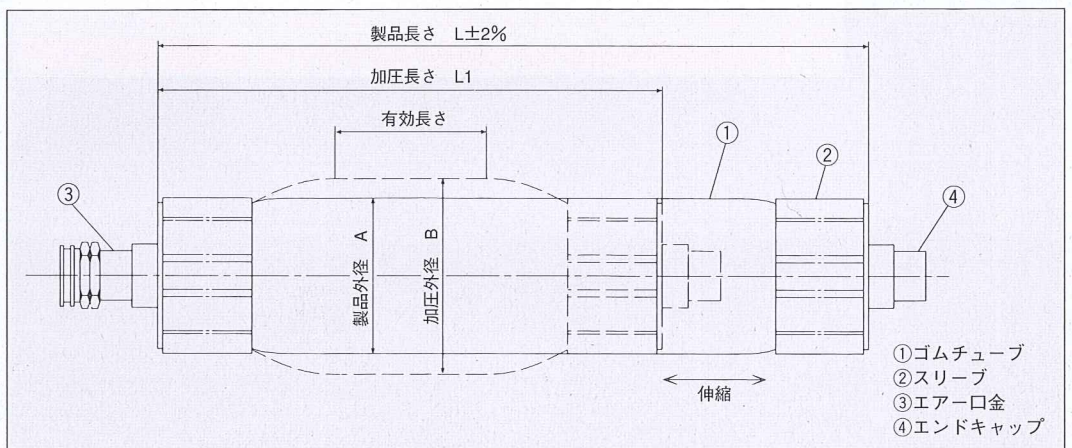 製品長さ L±2%
加圧長さ L1
有効長さ
①
②
③
④
製品外径 A
加圧外径 B
伸縮
①ゴムチューブ
②スリーブ
③エアー口金
④エンドキャップ